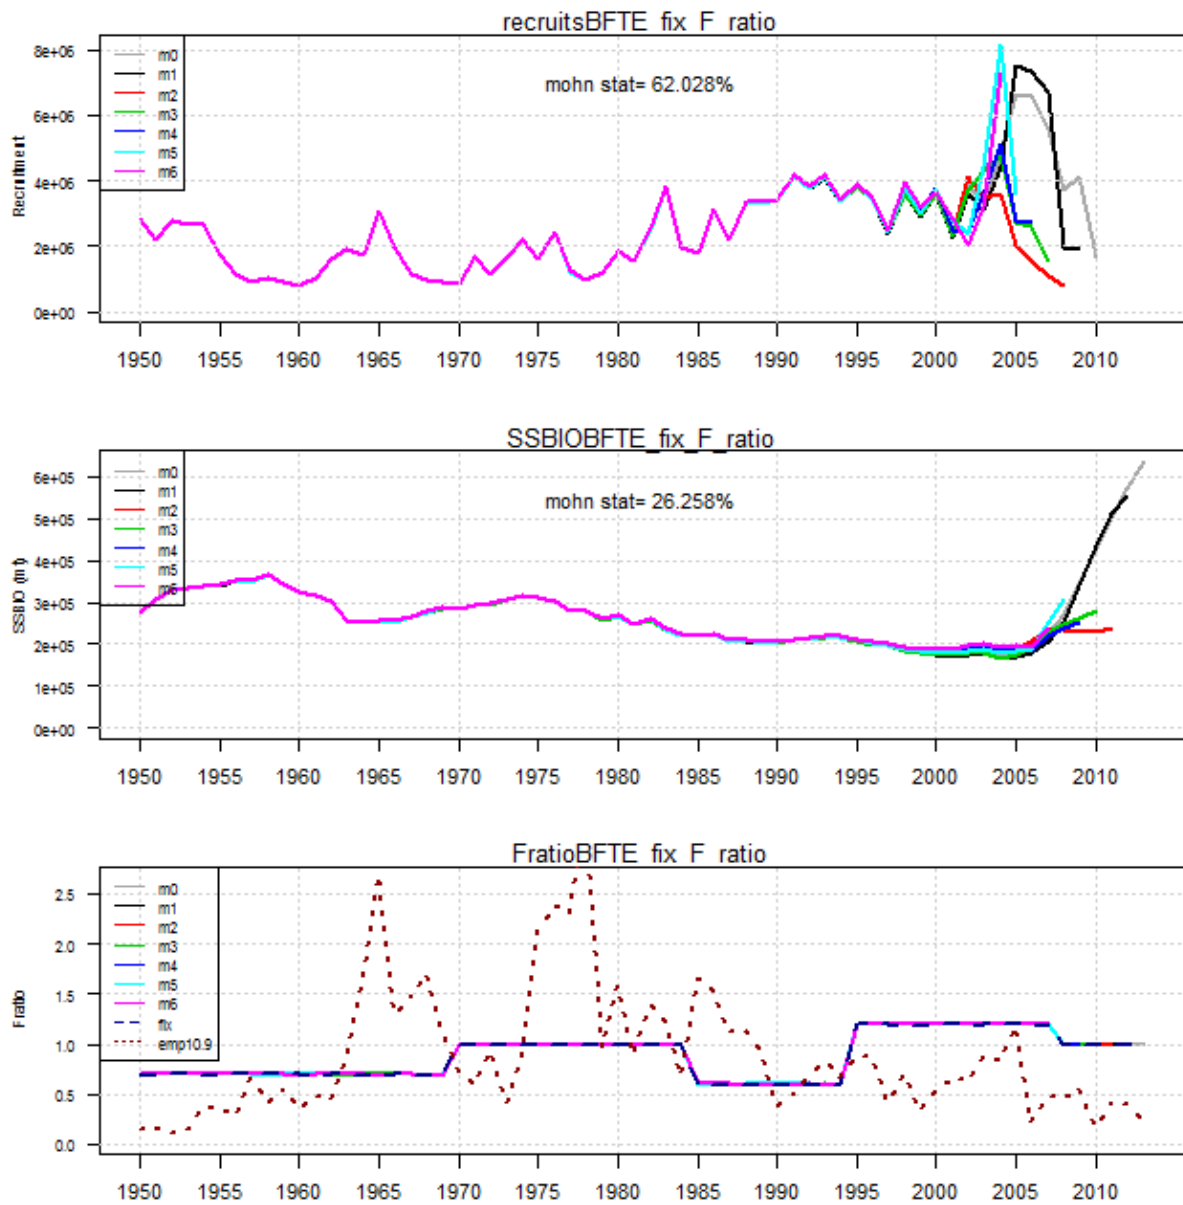 recruitsBFTE_fix_F_ratio
mohn stat= 62.028%
Recruitment
8e+06
6e+06
4e+06
2e+06
0e+00
m0
m1
m2
m3
m4
m5
m6
1950 1955 1960 1965 1970 1975 1980 1985 1990 1995 2000 2005 2010
SSBIOBFTE_fix_F_ratio
mohn stat= 26.258%
SSBIO (mt)
6e+05
5e+05
4e+05
3e+05
2e+05
1e+05
0e+00
m0
m1
m2
m3
m4
m5
m6
1950 1955 1960 1965 1970 1975 1980 1985 1990 1995 2000 2005 2010
FratioBFTE_fix_F_ratio
Fratio
2.5
2.0
1.5
1.0
0.5
0.0
m0
m1
m2
m3
m4
m5
m6
fix
emp10.9
1950 1955 1960 1965 1970 1975 1980 1985 1990 1995 2000 2005 2010